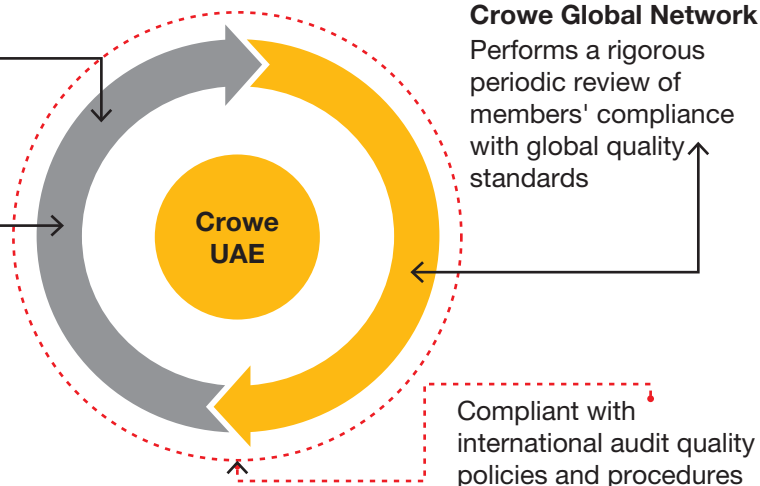 Crowe Global Network
Performs a rigorous
periodic review of
members' compliance
with global quality
standards
Crowe
UAE
Compliant with
international audit quality
policies and procedures